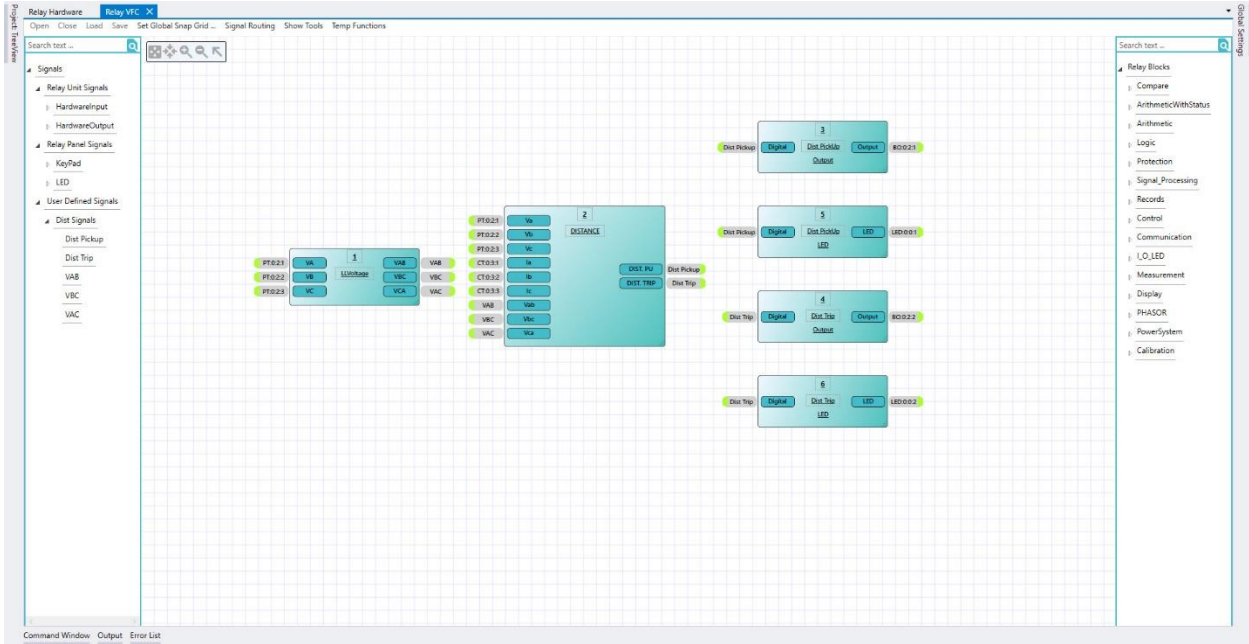 Project: TreeView
Relay Hardware
Relay VFC X
Open Close Load Save Set Global Snap Grid ... Signal Routing Show Tools Temp Functions
Search text ...
Signals
Relay Unit Signals
HardwareInput
HardwareOutput
Relay Panel Signals
KeyPad
LED
User Defined Signals
Dist Signals
Dist Pickup
Dist Trip
VAB
VBC
VAC
PT:0:2:1 VA
PT:0:2:2 VB
PT:0:2:3 VC
1
LLVoltage
VAB VAB
VBC VBC
VCA VAC
PT:0:2:1 Va
PT:0:2:2 Vb
PT:0:2:3 Vc
CT:0:3:1 Ia
CT:0:3:2 Ib
CT:0:3:3 Ic
VAB Vab
VBC Vbc
VAC Vca
2
DISTANCE
DIST. PU Dist Pickup
DIST. TRIP Dist Trip
3
Dist Pickup Digital Dist PickUp Output BO:0:2:1
Output
5
Dist Pickup Digital Dist PickUp LED LED:0:0:1
LED
4
Dist Trip Digital Dist Trip Output BO:0:2:2
Output
6
Dist Trip Digital Dist Trip LED LED:0:0:2
LED
Search text ...
Relay Blocks
Compare
ArithmeticWithStatus
Arithmetic
Logic
Protection
Signal_Processing
Records
Control
Communication
I_O_LED
Measurement
Display
PHASOR
PowerSystem
Calibration
Global Settings
Command Window Output Error List